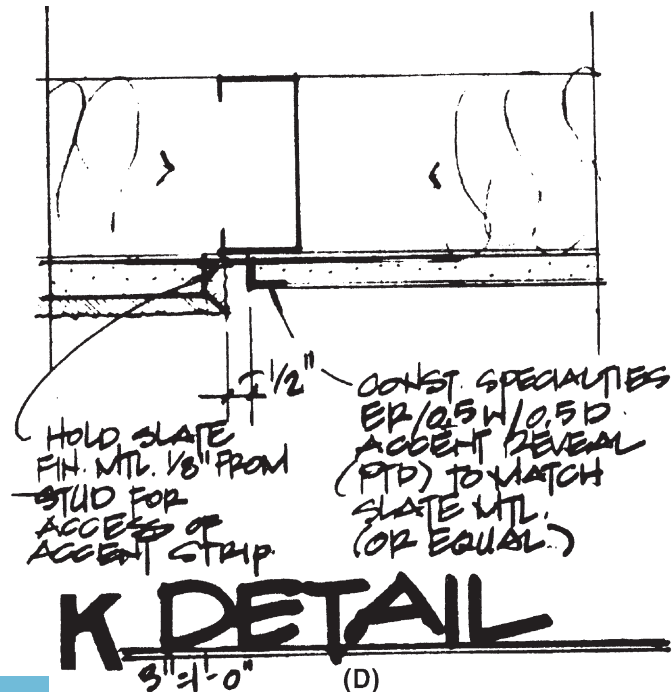 1/2"
HOLD SLATE
FIN. MTL. 1/8" FROM
STUD FOR
ACCESS OF
ACCENT STRIP.
CONST. SPECIALTIES
ER/0.5W/0.5D
ACCENT REVEAL
(PTD) TO MATCH
SLATE MTL.
(OR EQUAL.)
K DETAIL
3"=1'-0"
(D)